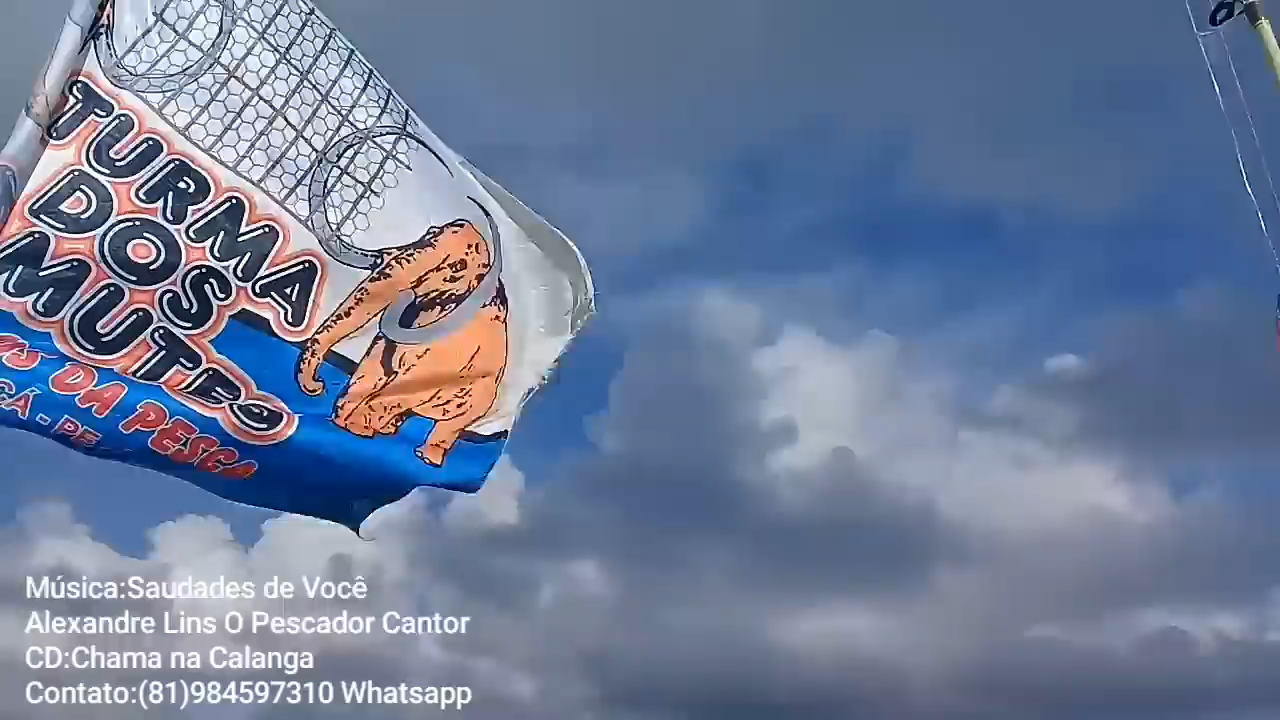 TURMA
DOS
MUTES
DA PESCA
- PE
Música:Saudades de Você
Alexandre Lins O Pescador Cantor
CD:Chama na Calanga
Contato:(81)984597310 Whatsapp